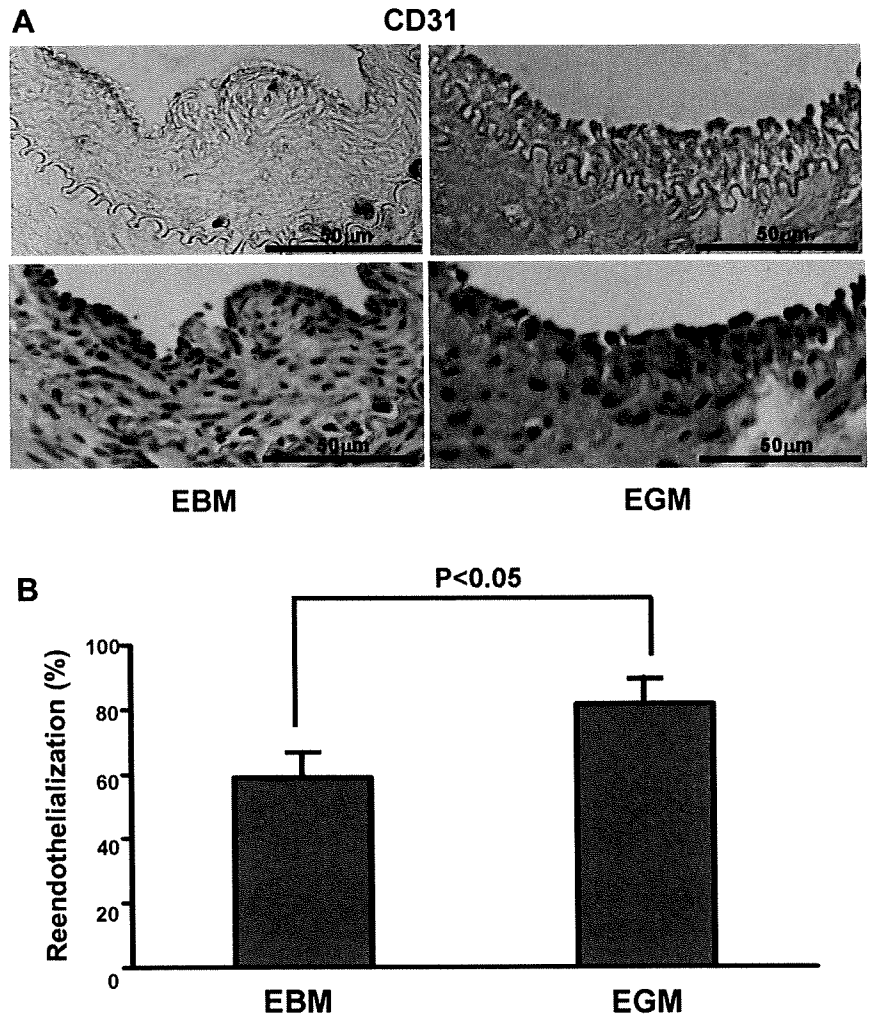 A
CD31
50µm
50µm
50µm
50µm
EBM
EGM
B
P<0.05
Reendothelialization (%)
100
80
60
40
20
0
EBM
EGM